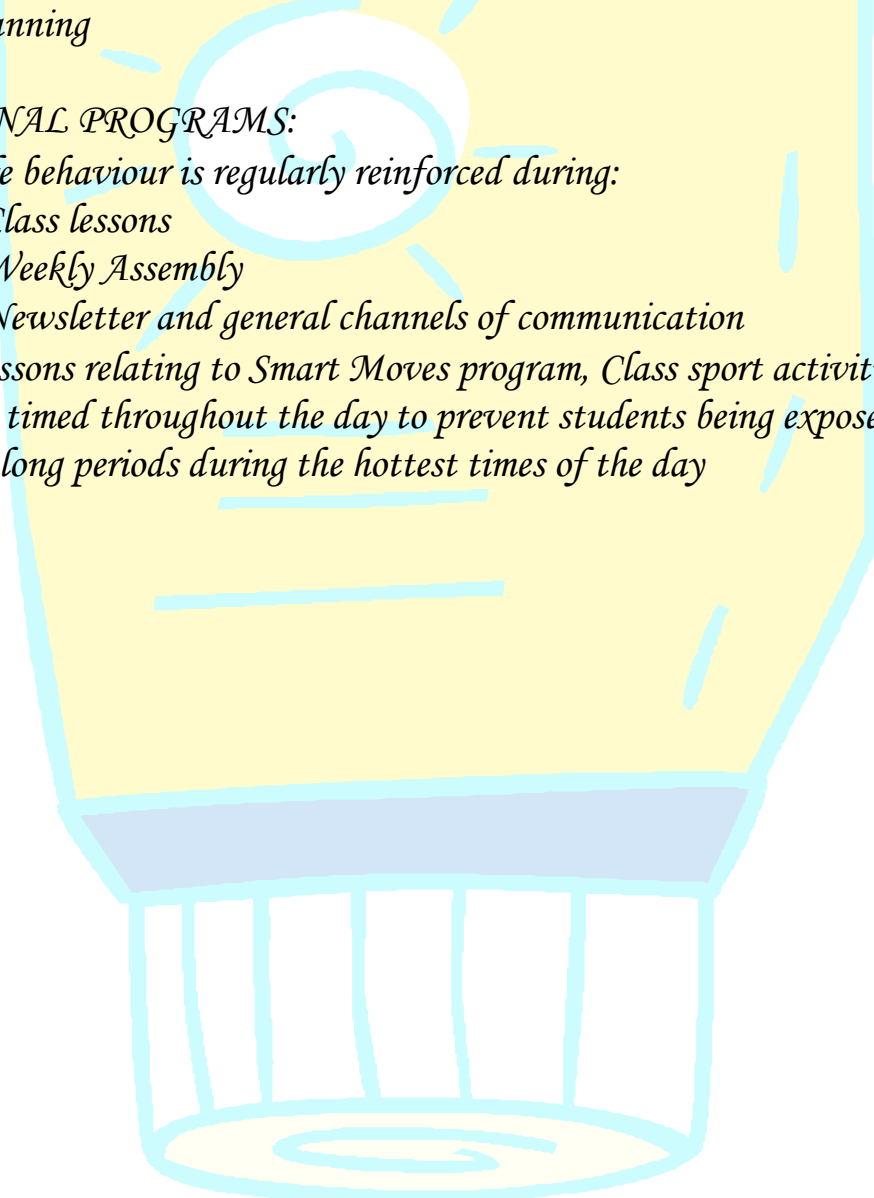 anning
NAL PROGRAMS:
e behaviour is regularly reinforced during:
Class lessons
Weekly Assembly
Newsletter and general channels of communication
ssons relating to Smart Moves program, Class sport activit
timed throughout the day to prevent students being expose
long periods during the hottest times of the day